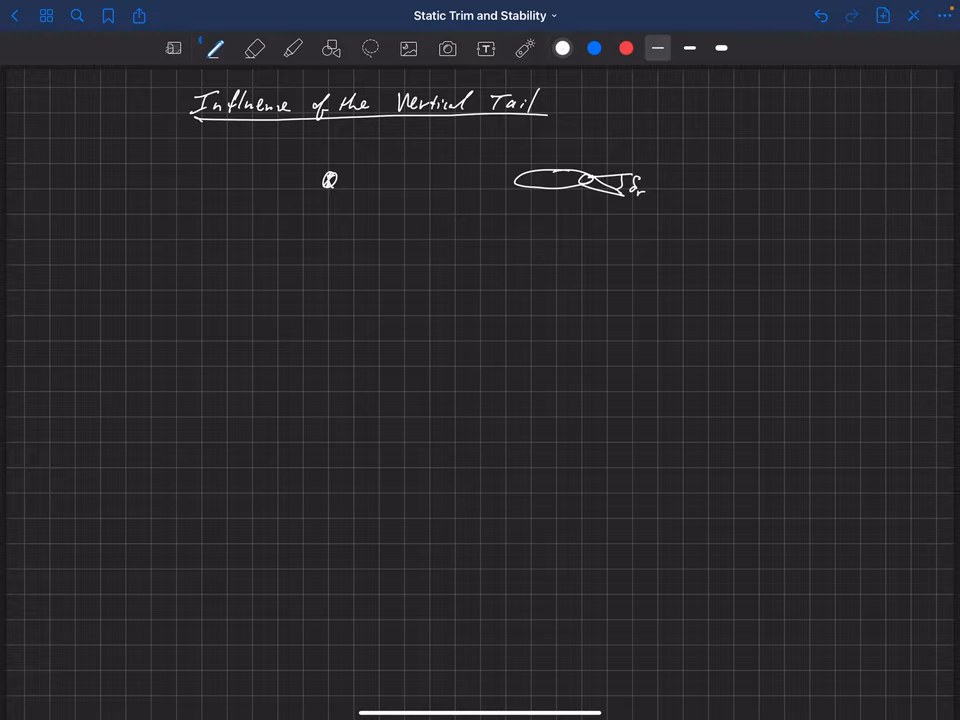 Static Trim and Stability
Influence of the Vertical Tail
δr